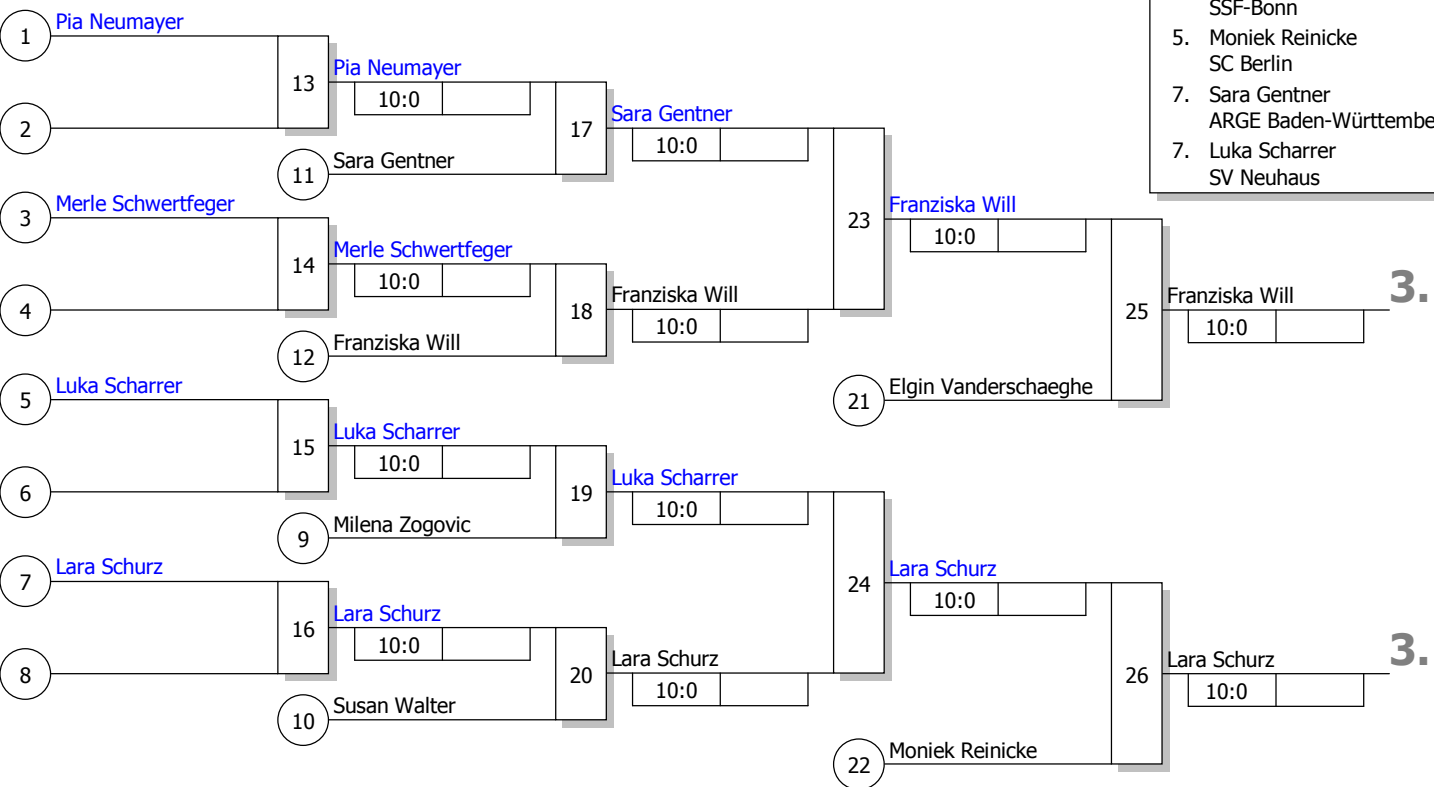 1
Pia Neumayer
2
3
Merle Schwertfeger
4
5
Luka Scharrer
6
7
Lara Schurz
8
13
Pia Neumayer
10:0
11
Sara Gentner
14
Merle Schwertfeger
10:0
12
Franziska Will
15
Luka Scharrer
10:0
9
Milena Zogovic
16
Lara Schurz
10:0
10
Susan Walter
17
Sara Gentner
10:0
18
Franziska Will
10:0
19
Luka Scharrer
10:0
20
Lara Schurz
10:0
23
Franziska Will
10:0
21
Elgin Vanderschaeghe
24
Lara Schurz
10:0
22
Moniek Reinicke
25
Franziska Will
10:0
3.
26
Lara Schurz
10:0
3.
SSF-Bonn
5. Moniek Reinicke
SC Berlin
7. Sara Gentner
ARGE Baden-Württembe
7. Luka Scharrer
SV Neuhaus